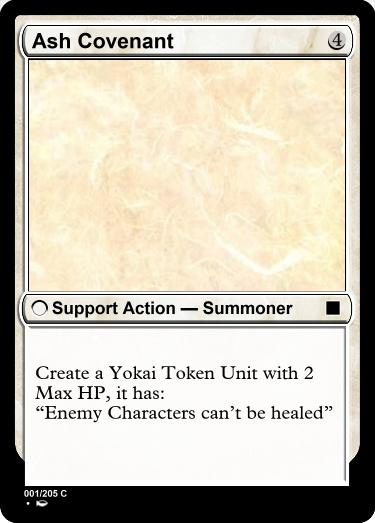 Ash Covenant 4
Support Action — Summoner
Create a Yokai Token Unit with 2
Max HP, it has:
“Enemy Characters can’t be healed”
001/205 C
•